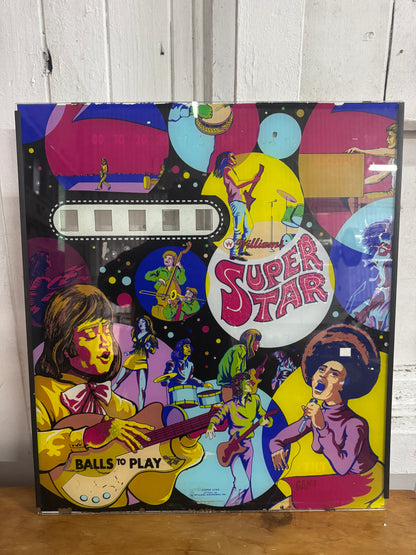 Williams
SUPER
STAR
BALLS TO PLAY